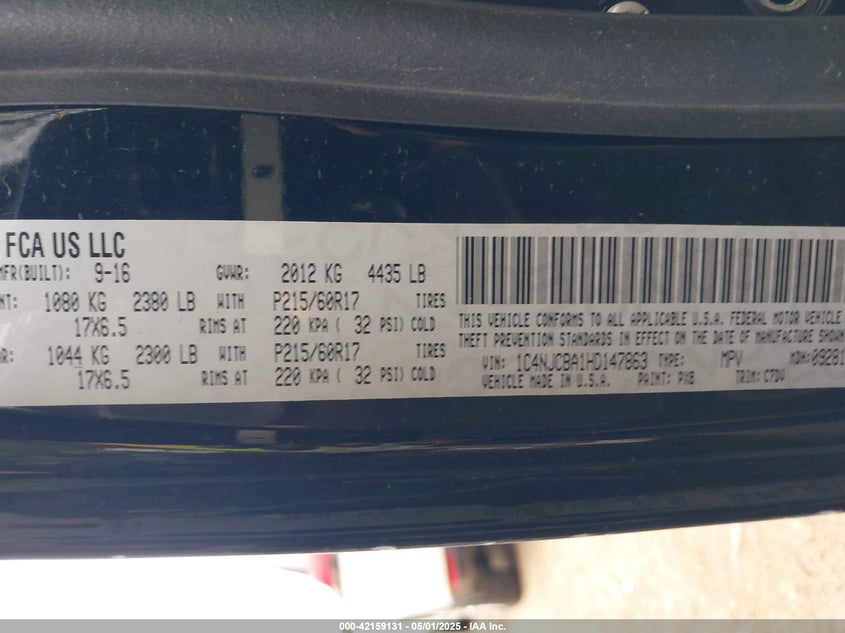 FCA US LLC
MFR(BUILT): 9-16 GVWR: 2012 KG 4435 LB
NT: 1080 KG 2380 LB WITH P215/60R17 TIRES
17X6.5 RIMS AT 220 KPA ( 32 PSI) COLD
R: 1044 KG 2300 LB WITH P215/60R17 TIRES
17X6.5 RIMS AT 220 KPA ( 32 PSI) COLD
THIS VEHICLE CONFORMS TO ALL APPLICABLE U.S.A. FEDERAL MOTOR VEHICLE
THEFT PREVENTION STANDARDS IN EFFECT ON THE DATE OF MANUFACTURE SHOWN
VIN: 1C4NJCBA1HD147863 TYPE: MPV MDH:09281
VEHICLE MADE IN U.S.A. PAINT: PX8 TRIM: C7DV
000-42159131 - 05/01/2025 - IAA Inc.